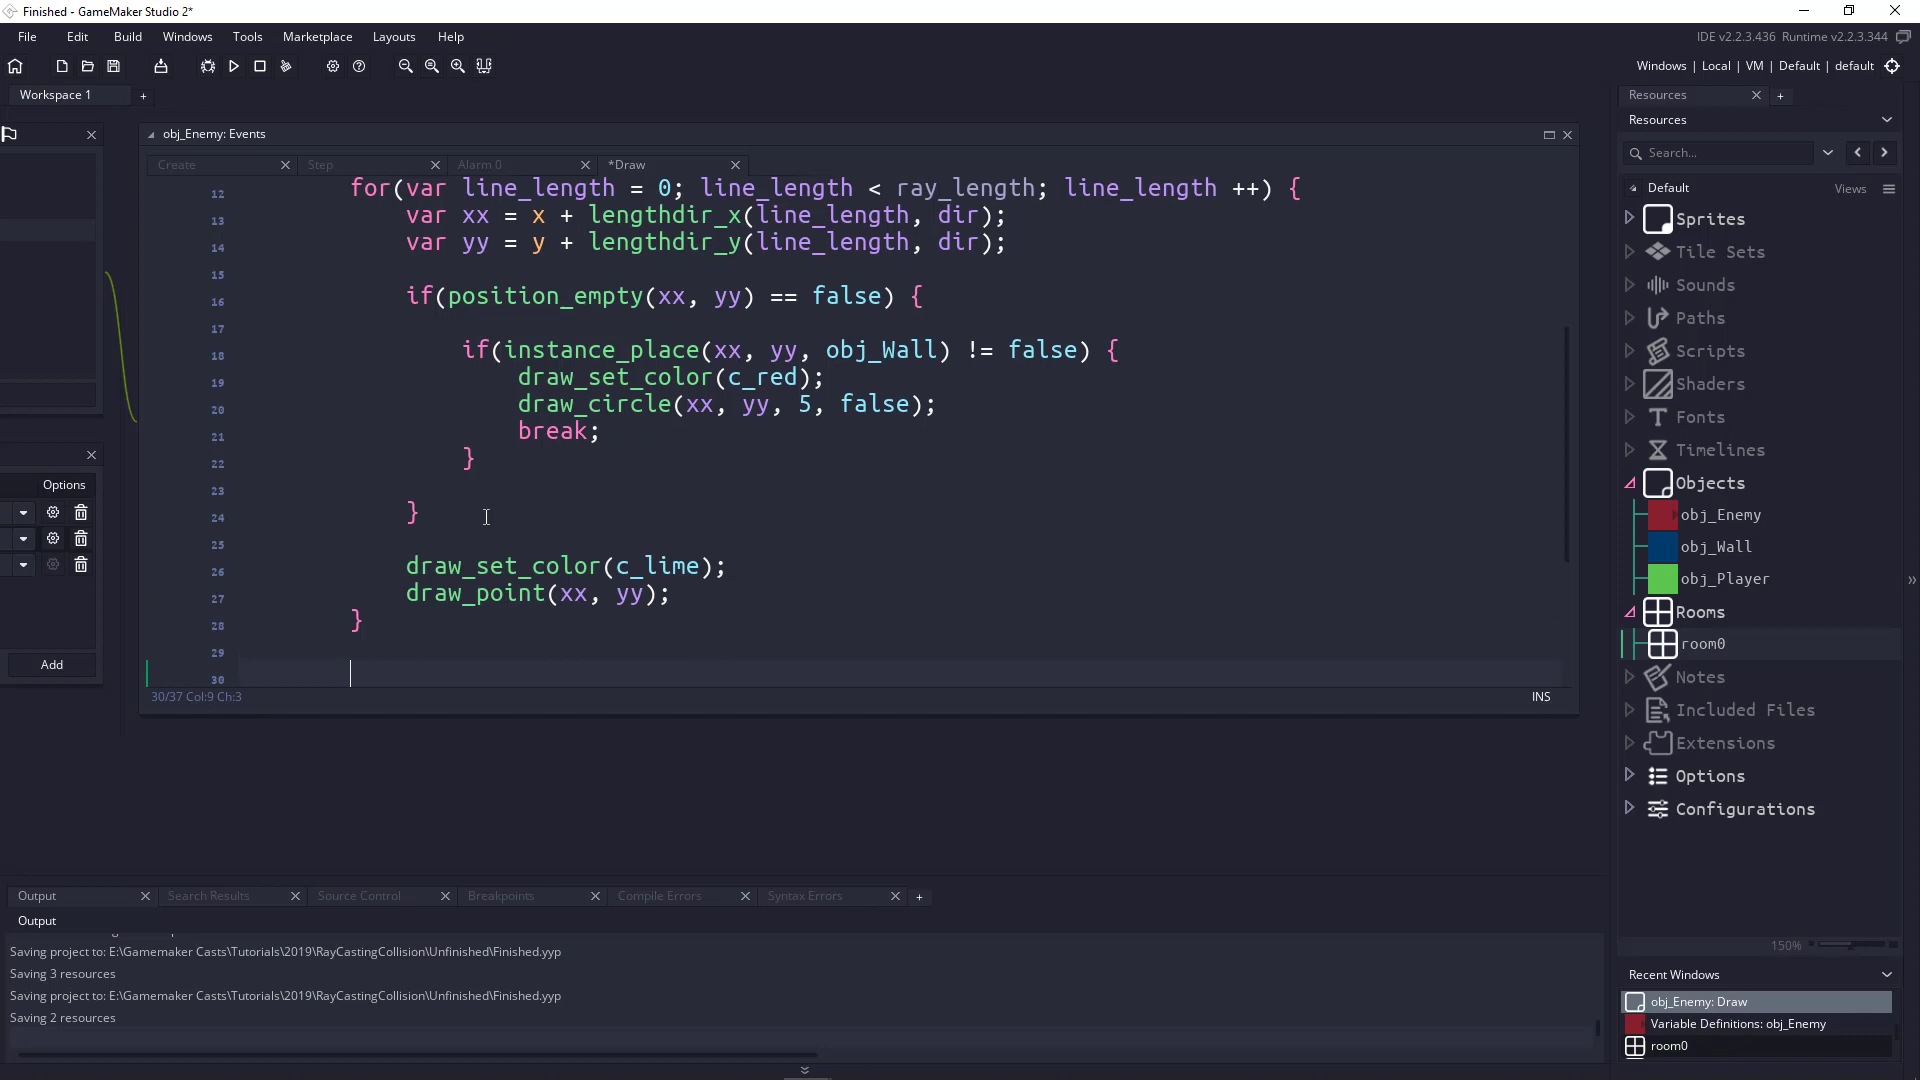 Finished - GameMaker Studio 2*
File Edit Build Windows Tools Marketplace Layouts Help
IDE v2.2.3.436 Runtime v2.2.3.344
Windows | Local | VM | Default | default
Workspace 1
Resources
Resources
Search...
Default
Views
Sprites
Tile Sets
Sounds
Paths
Scripts
Shaders
Fonts
Timelines
Objects
obj_Enemy
obj_Wall
obj_Player
Rooms
room0
Notes
Included Files
Extensions
Options
Configurations
150%
Recent Windows
obj_Enemy: Draw
Variable Definitions: obj_Enemy
room0
Options
Add
obj_Enemy: Events
Create Step Alarm 0 *Draw
12 for(var line_length = 0; line_length < ray_length; line_length ++) {
13 var xx = x + lengthdir_x(line_length, dir);
14 var yy = y + lengthdir_y(line_length, dir);
15
16 if(position_empty(xx, yy) == false) {
17
18 if(instance_place(xx, yy, obj_Wall) != false) {
19 draw_set_color(c_red);
20 draw_circle(xx, yy, 5, false);
21 break;
22 }
23
24 }
25
26 draw_set_color(c_lime);
27 draw_point(xx, yy);
28 }
29
30
30/37 Col:9 Ch:3
INS
Output Search Results Source Control Breakpoints Compile Errors Syntax Errors
Output
Saving project to: E:\Gamemaker Casts\Tutorials\2019\RayCastingCollision\Unfinished\Finished.yyp
Saving 3 resources
Saving project to: E:\Gamemaker Casts\Tutorials\2019\RayCastingCollision\Unfinished\Finished.yyp
Saving 2 resources